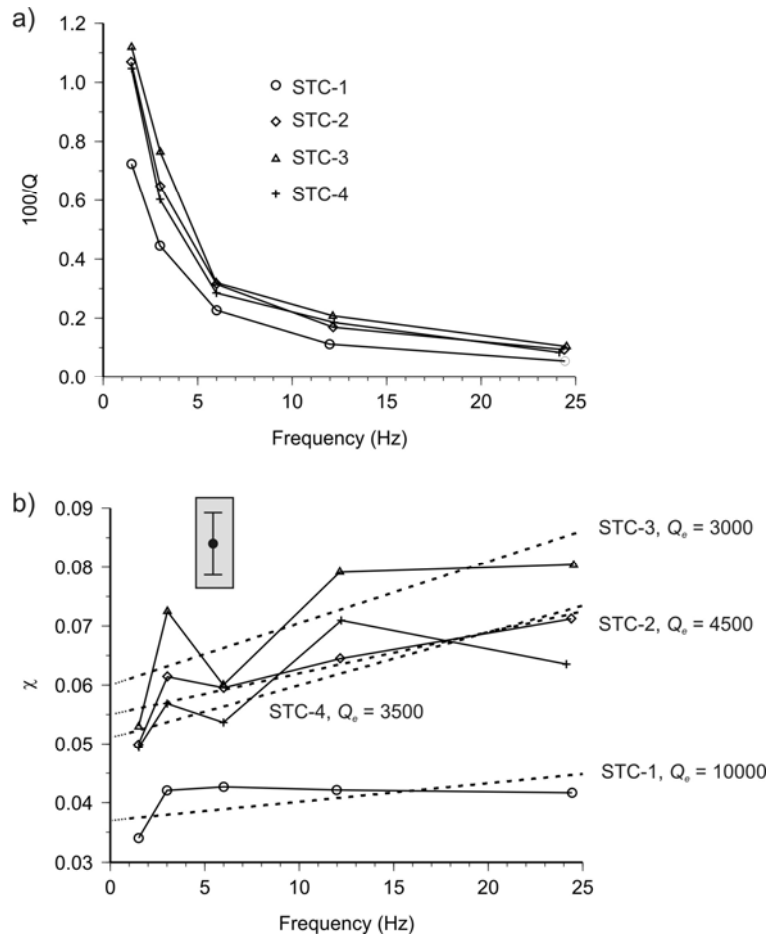 a)
1.2
1.0
0.8
0.6
0.4
0.2
0.0
100/Q
STC-1
STC-2
STC-3
STC-4
0 5 10 15 20 25
Frequency (Hz)
b)
0.09
0.08
0.07
0.06
0.05
0.04
0.03
χ
STC-3, Qe = 3000
STC-2, Qe = 4500
STC-4, Qe = 3500
STC-1, Qe = 10000
0 5 10 15 20 25
Frequency (Hz)